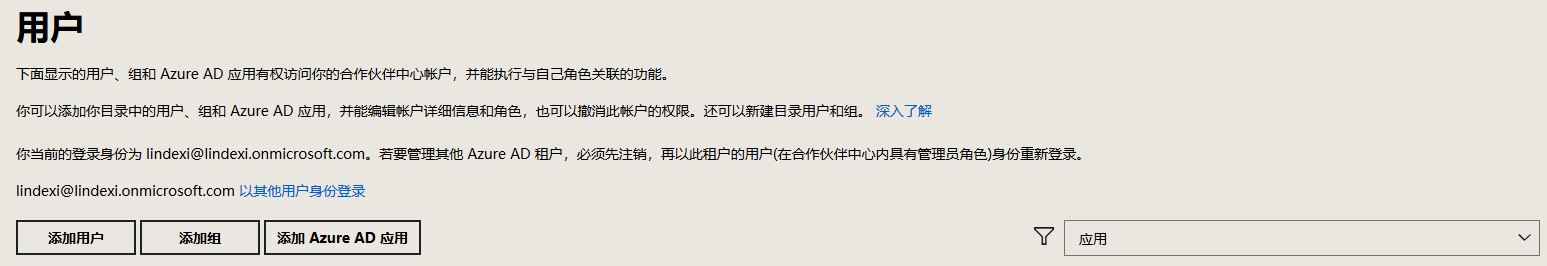 用户
下面显示的用户、组和 Azure AD 应用有权访问你的合作伙伴中心帐户，并能执行与自己角色关联的功能。
你可以添加你目录中的用户、组和 Azure AD 应用，并能编辑帐户详细信息和角色，也可以撤消此帐户的权限。还可以新建目录用户和组。 深入了解
你当前的登录身份为 lindexi@lindexi.onmicrosoft.com。若要管理其他 Azure AD 租户，必须先注销，再以此租户的用户(在合作伙伴中心内具有管理员角色)身份重新登录。
lindexi@lindexi.onmicrosoft.com 以其他用户身份登录
添加用户 添加组 添加 Azure AD 应用 应用